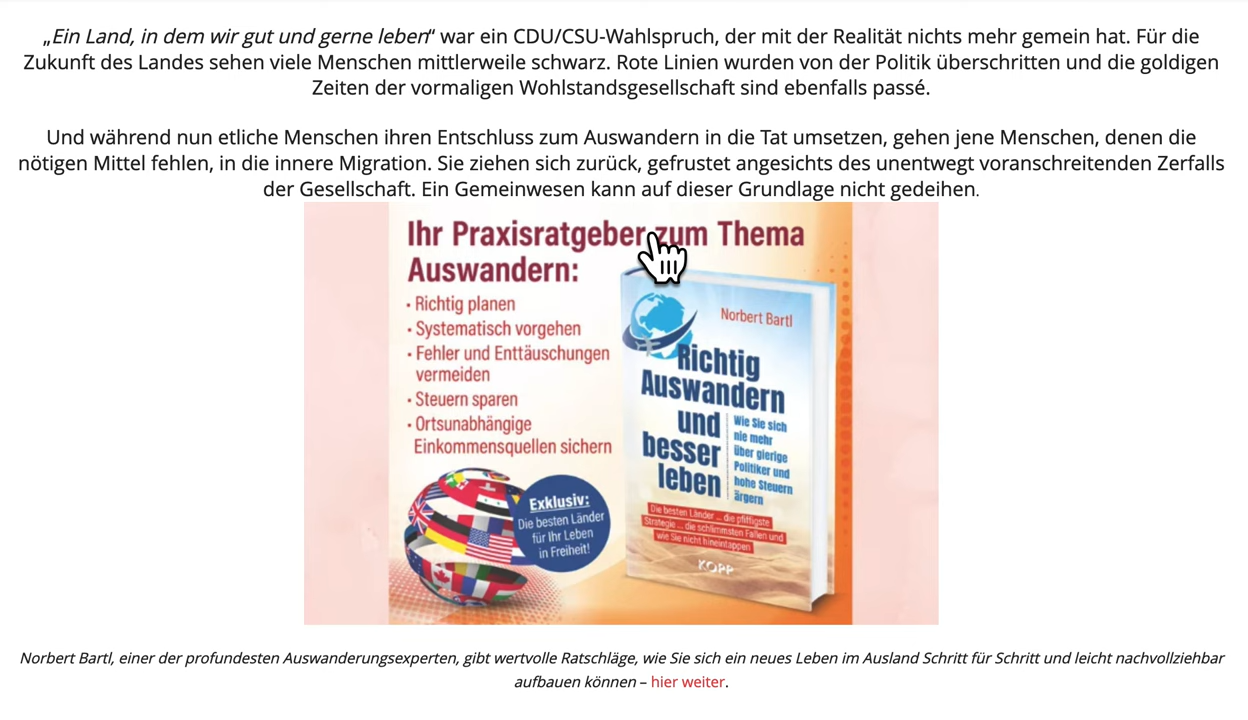 „Ein Land, in dem wir gut und gerne leben“ war ein CDU/CSU-Wahlspruch, der mit der Realität nichts mehr gemein hat. Für die
Zukunft des Landes sehen viele Menschen mittlerweile schwarz. Rote Linien wurden von der Politik überschritten und die goldigen
Zeiten der vormaligen Wohlstandsgesellschaft sind ebenfalls passé.
Und während nun etliche Menschen ihren Entschluss zum Auswandern in die Tat umsetzen, gehen jene Menschen, denen die
nötigen Mittel fehlen, in die innere Migration. Sie ziehen sich zurück, gefrustet angesichts des unentwegt voranschreitenden Zerfalls
der Gesellschaft. Ein Gemeinwesen kann auf dieser Grundlage nicht gedeihen.
Ihr Praxisratgeber zum Thema
Auswandern:
• Richtig planen
• Systematisch vorgehen
• Fehler und Enttäuschungen
vermeiden
• Steuern sparen
• Ortsunabhängige
Einkommensquellen sichern
Exklusiv:
Die besten Länder
für Ihr Leben
in Freiheit!
Norbert Bartl
Richtig
Auswandern
und
besser
leben
Wie Sie sich
nie mehr
über gierige
Politiker und
hohe Steuern
ärgern
Die besten Länder ... die pfiffigste
Strategie ... die schlimmsten Fallen und
wie Sie nicht hineintappen
KOPP
Norbert Bartl, einer der profundesten Auswanderungsexperten, gibt wertvolle Ratschläge, wie Sie sich ein neues Leben im Ausland Schritt für Schritt und leicht nachvollziehbar
aufbauen können – hier weiter.